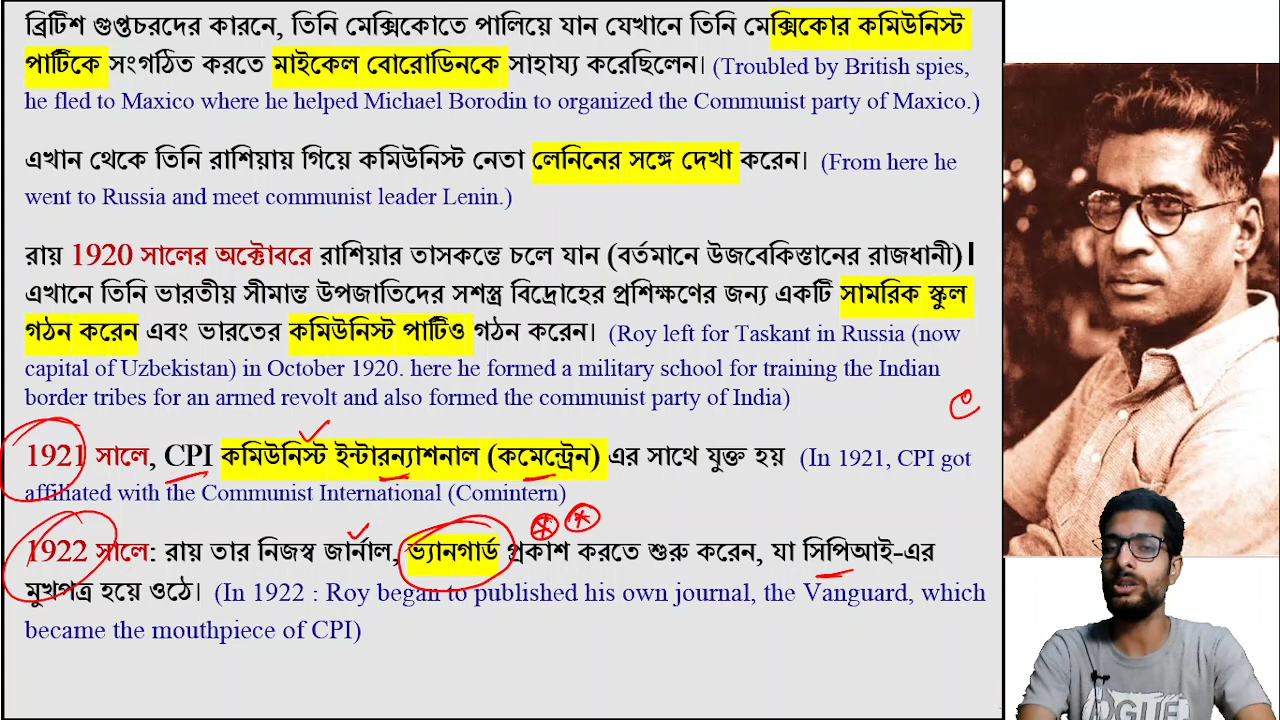 ব্রিটিশ গুপ্তচরদের কারনে, তিনি মেক্সিকোতে পালিয়ে যান যেখানে তিনি মেক্সিকোর কমিউনিস্ট
পার্টিকে সংগঠিত করতে মাইকেল বোরোডিনকে সাহায্য করেছিলেন। (Troubled by British spies,
he fled to Maxico where he helped Michael Borodin to organized the Communist party of Maxico.)
এখান থেকে তিনি রাশিয়ায় গিয়ে কমিউনিস্ট নেতা লেনিনের সঙ্গে দেখা করেন। (From here he
went to Russia and meet communist leader Lenin.)
রায় 1920 সালের অক্টোবরে রাশিয়ার তাসকন্তে চলে যান (বর্তমানে উজবেকিস্তানের রাজধানী)।
এখানে তিনি ভারতীয় সীমান্ত উপজাতিদের সশস্ত্র বিদ্রোহের প্রশিক্ষণের জন্য একটি সামরিক স্কুল
গঠন করেন এবং ভারতের কমিউনিস্ট পার্টিও গঠন করেন। (Roy left for Taskant in Russia (now
capital of Uzbekistan) in October 1920. here he formed a military school for training the Indian
border tribes for an armed revolt and also formed the communist party of India)
1921 সালে, CPI কমিউনিস্ট ইন্টারন্যাশনাল (কমেন্ট্রেন) এর সাথে যুক্ত হয় (In 1921, CPI got
affiliated with the Communist International (Comintern)
1922 সালে: রায় তার নিজস্ব জার্নাল, ভ্যানগার্ড প্রকাশ করতে শুরু করেন, যা সিপিআই-এর
মুখপত্র হয়ে ওঠে। (In 1922 : Roy began to published his own journal, the Vanguard, which
became the mouthpiece of CPI)